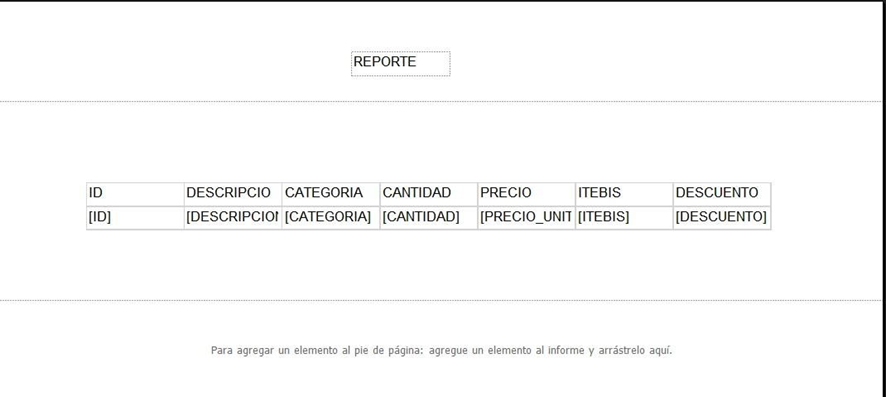 REPORTE
ID DESCRIPCIO CATEGORIA CANTIDAD PRECIO ITEBIS DESCUENTO
[ID] [DESCRIPCION [CATEGORIA] [CANTIDAD] [PRECIO_UNIT [ITEBIS] [DESCUENTO]
Para agregar un elemento al pie de página: agregue un elemento al informe y arrástrelo aquí.